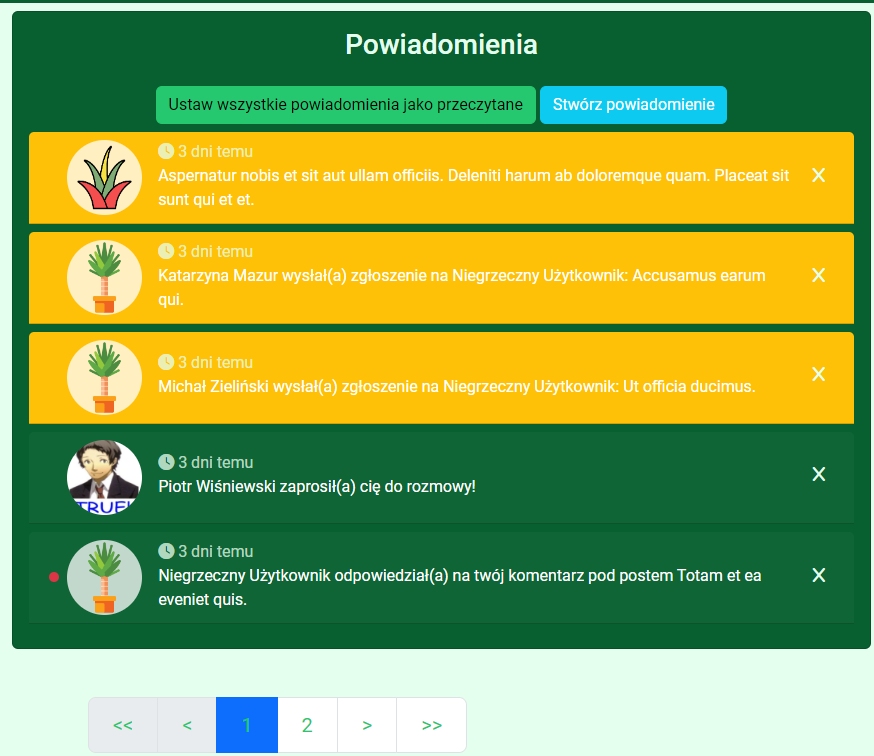 Powiadomienia
Ustaw wszystkie powiadomienia jako przeczytane
Stwórz powiadomienie
3 dni temu
Aspernatur nobis et sit aut ullam officiis. Deleniti harum ab doloremque quam. Placeat sit
sunt qui et et.
X
3 dni temu
Katarzyna Mazur wysłał(a) zgłoszenie na Niegrzeczny Użytkownik: Accusamus earum
qui.
X
3 dni temu
Michał Zieliński wysłał(a) zgłoszenie na Niegrzeczny Użytkownik: Ut officia ducimus.
X
TRUE!
3 dni temu
Piotr Wiśniewski zaprosił(a) cię do rozmowy!
X
3 dni temu
Niegrzeczny Użytkownik odpowiedział(a) na twój komentarz pod postem Totam et ea
eveniet quis.
X
<< < 1 2 > >>